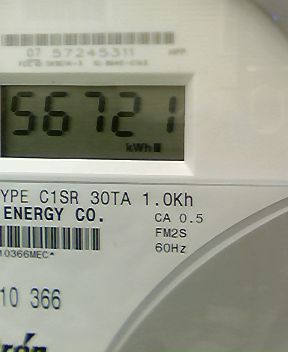 07 57245311
56721
kWh
YPE C1SR 30TA 1.0Kh
ENERGY CO.
CA 0.5
FM2S
60Hz
10366MEC*
10 366
rón